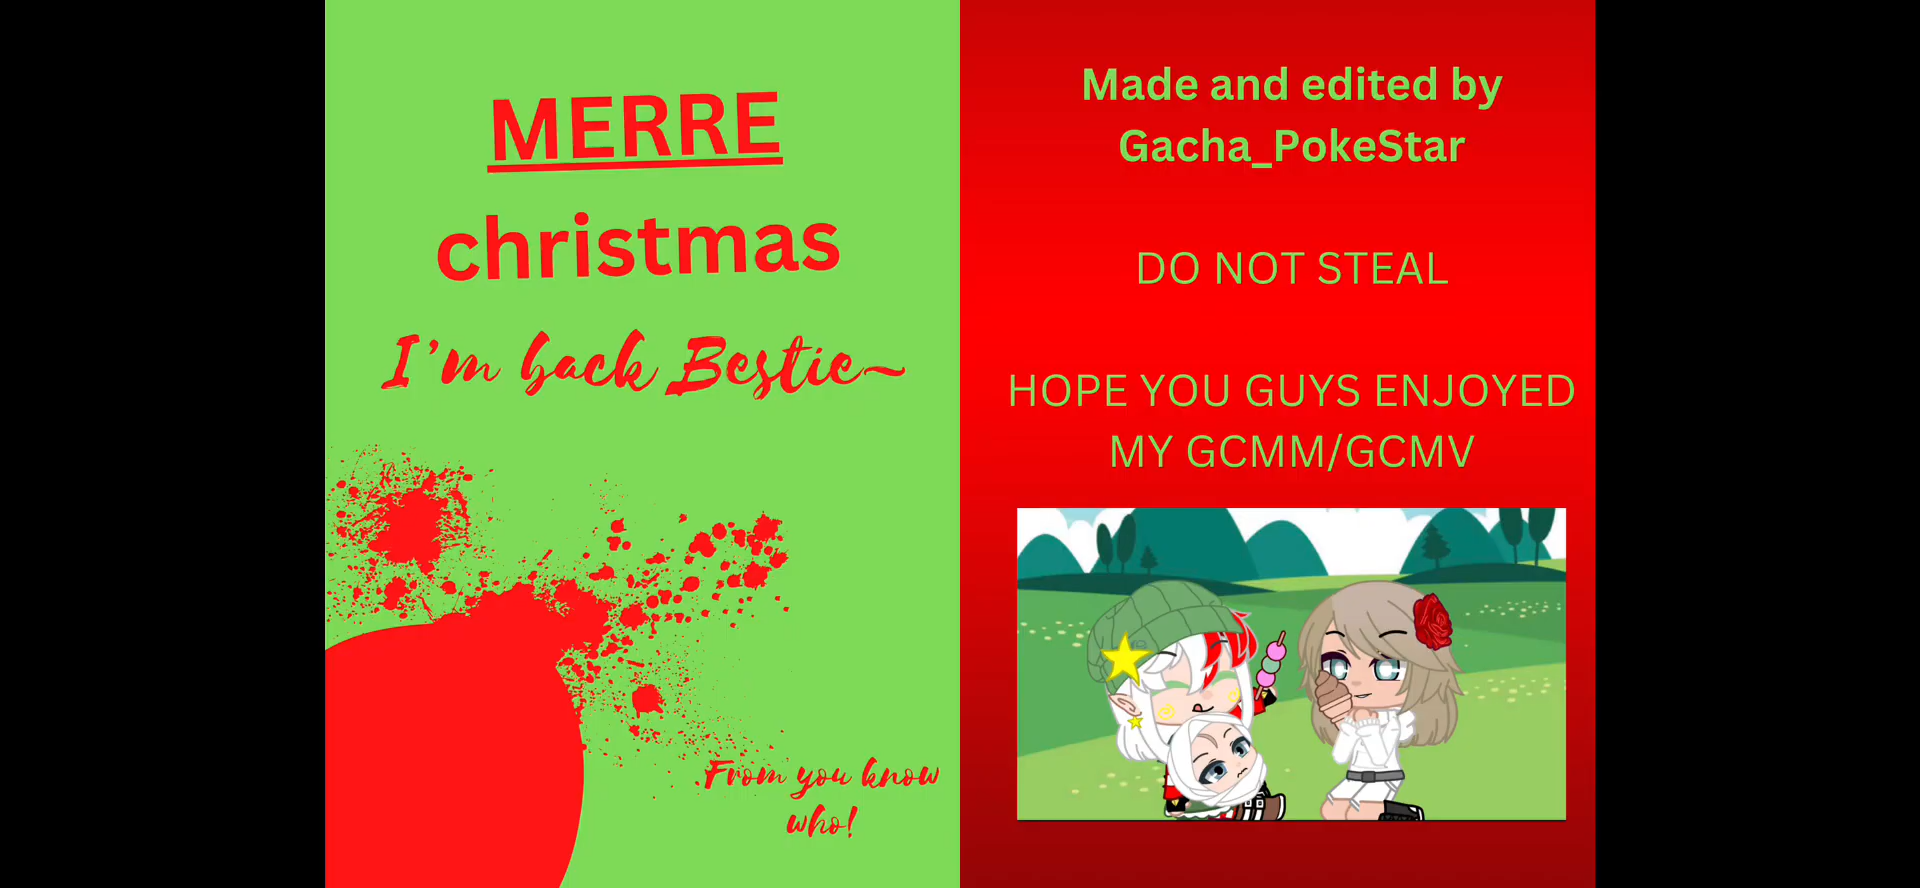 MERRE
christmas
I'm back Bestie~
From you know
who!
Made and edited by
Gacha_PokeStar
DO NOT STEAL
HOPE YOU GUYS ENJOYED
MY GCMM/GCMV